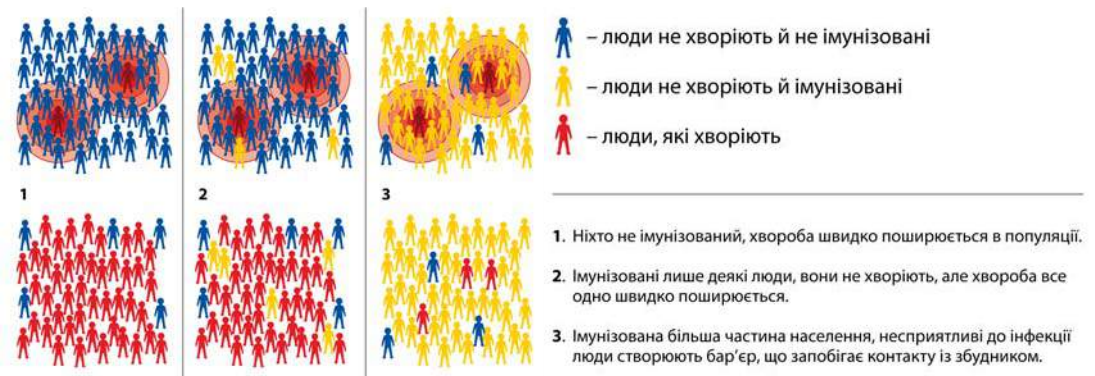 – люди не хворіють й не імунізовані
– люди не хворіють й імунізовані
– люди, які хворіють
1
2
3
1. Ніхто не імунізований, хвороба швидко поширюється в популяції.
2. Імунізовані лише деякі люди, вони не хворіють, але хвороба все
одно швидко поширюється.
3. Імунізована більша частина населення, несприятливі до інфекції
люди створюють бар’єр, що запобігає контакту із збудником.